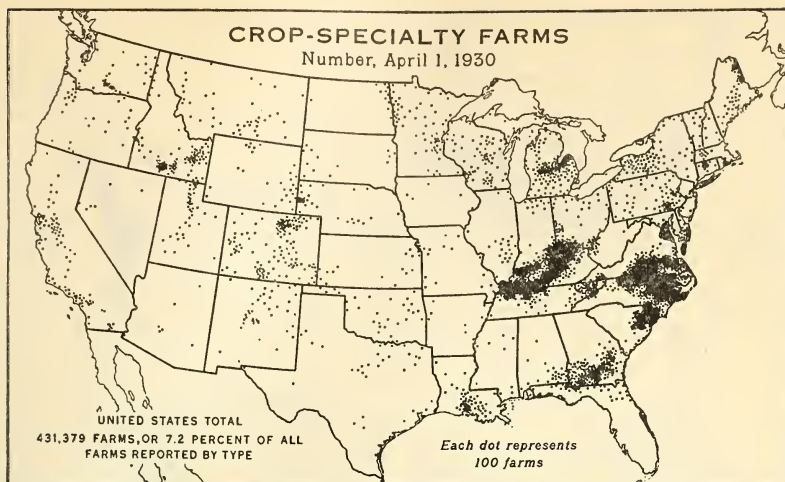 CROP-SPECIALTY FARMS
Number, April 1, 1930
UNITED STATES TOTAL
431,379 FARMS, OR 7.2 PERCENT OF ALL
FARMS REPORTED BY TYPE
Each dot represents
100 farms